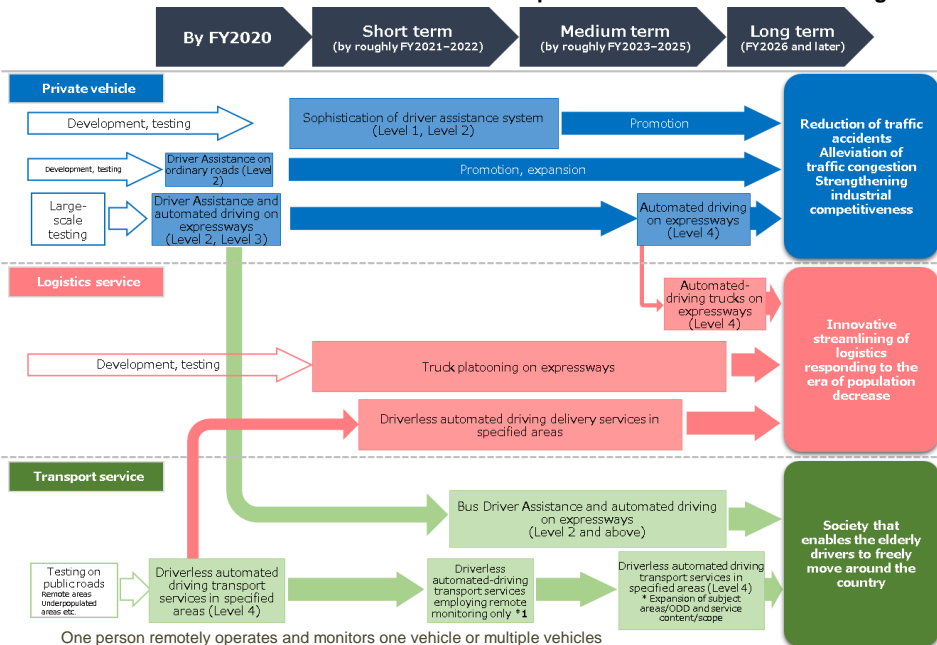 By FY2020
Short term
(by roughly FY2021–2022)
Medium term
(by roughly FY2023–2025)
Long term
(FY2026 and later)
Private vehicle
Development, testing
Sophistication of driver assistance system
(Level 1, Level 2)
Promotion
Development, testing
Driver Assistance on
ordinary roads (Level
2)
Promotion, expansion
Large-
scale
testing
Driver Assistance and
automated driving on
expressways
(Level 2, Level 3)
Automated driving
on expressways
(Level 4)
Reduction of traffic
accidents
Alleviation of
traffic congestion
Strengthening
industrial
competitiveness
Logistics service
Automated-
driving trucks on
expressways
(Level 4)
Development, testing
Truck platooning on expressways
Driverless automated driving delivery services in
specified areas
Innovative
streamlining of
logistics
responding to the
era of population
decrease
Transport service
Bus Driver Assistance and automated driving
on expressways
(Level 2 and above)
Testing on
public roads
Remote areas
Underpopulated
areas etc.
Driverless automated
driving transport
services in specified
areas (Level 4)
Driverless
automated-driving
transport services
employing remote
monitoring only *1
Driverless automated driving
transport services in
specified areas (Level 4)
* Expansion of subject
areas/ODD and service
content/scope
Society that
enables the elderly
drivers to freely
move around the
country
One person remotely operates and monitors one vehicle or multiple vehicles